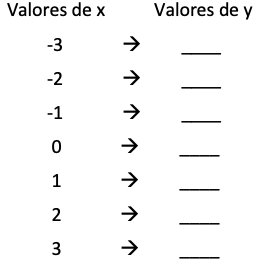 Valores de x Valores de y
-3 → ____
-2 → ____
-1 → ____
0 → ____
1 → ____
2 → ____
3 → ____